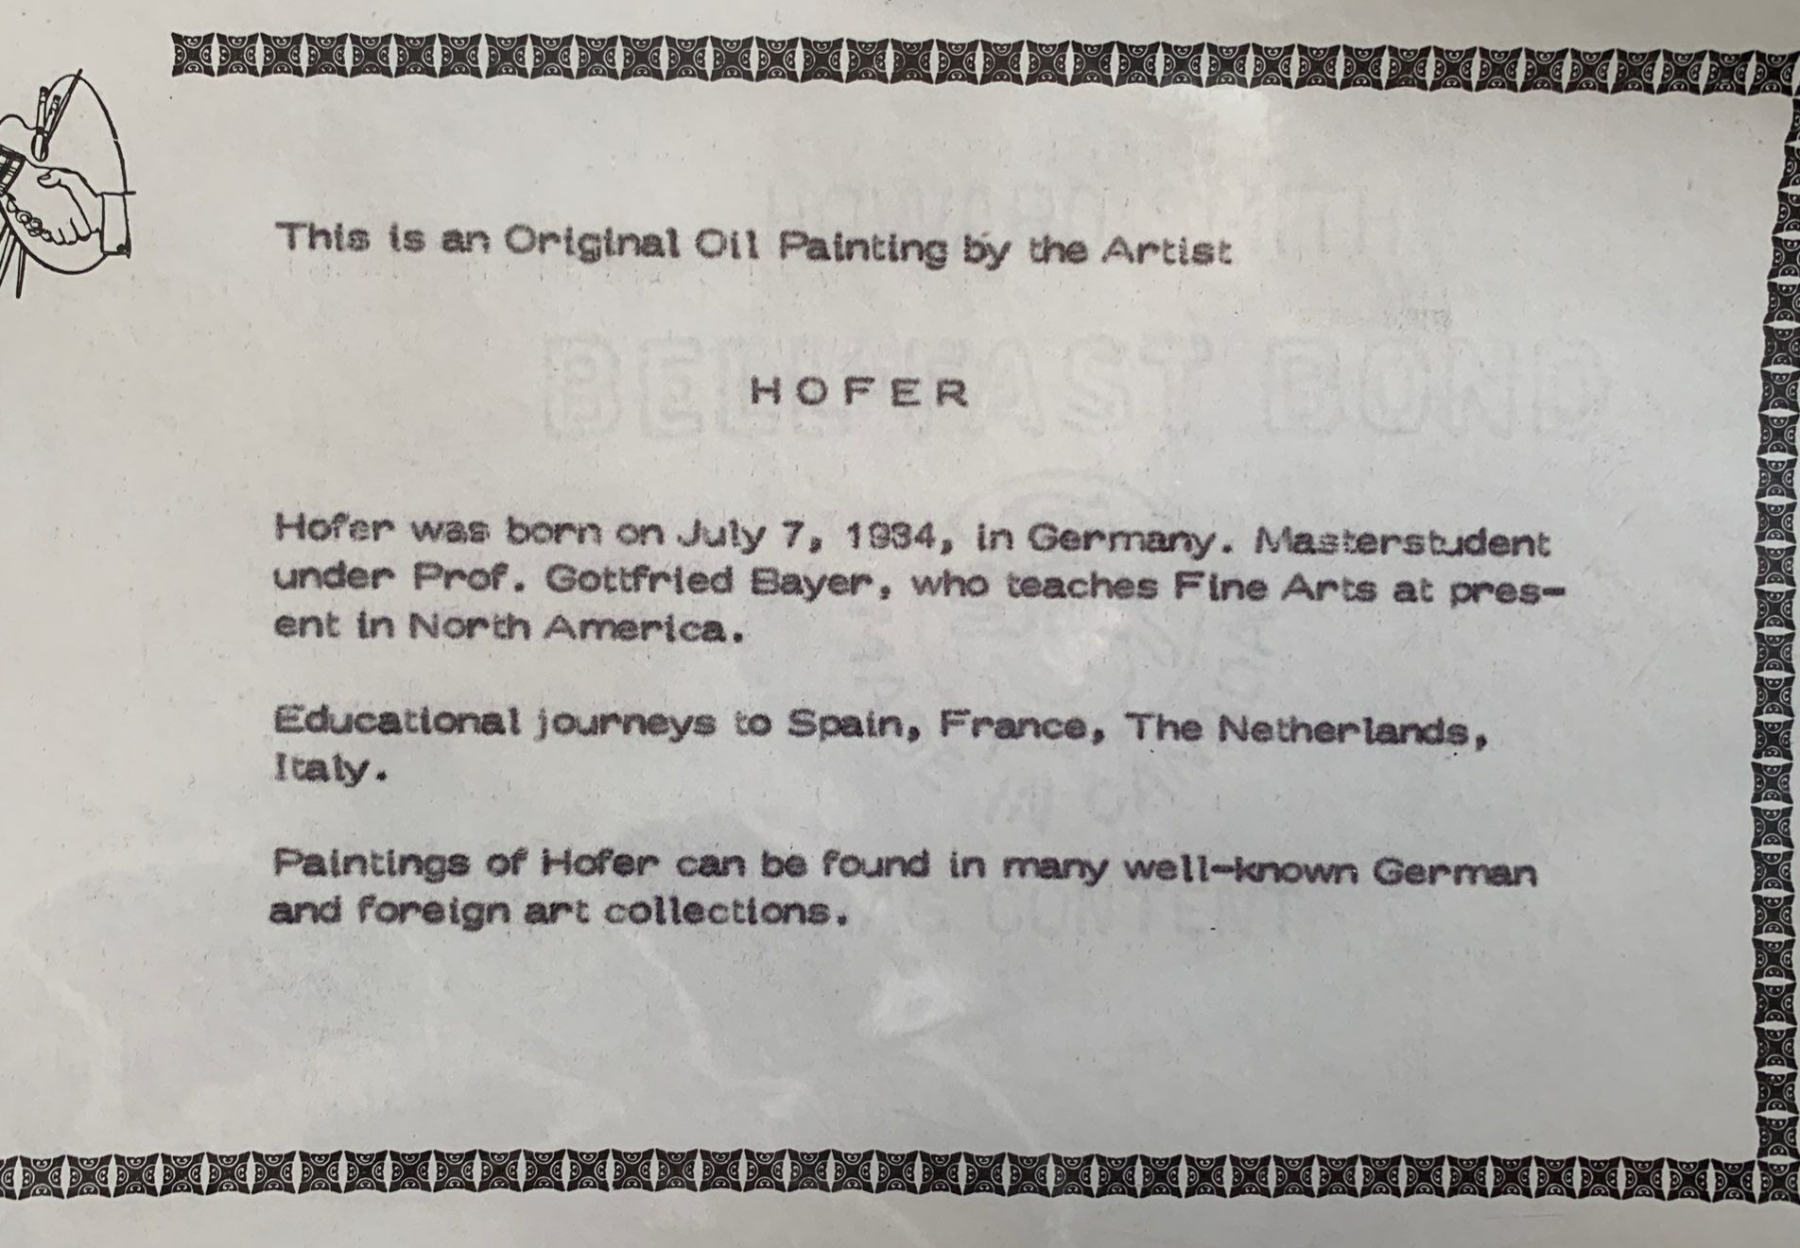 This is an Original Oil Painting by the Artist
HOFER
Hofer was born on July 7, 1934, in Germany. Masterstudent
under Prof. Gottfried Bayer, who teaches Fine Arts at pres-
ent in North America.
Educational journeys to Spain, France, The Netherlands,
Italy.
Paintings of Hofer can be found in many well-known German
and foreign art collections.